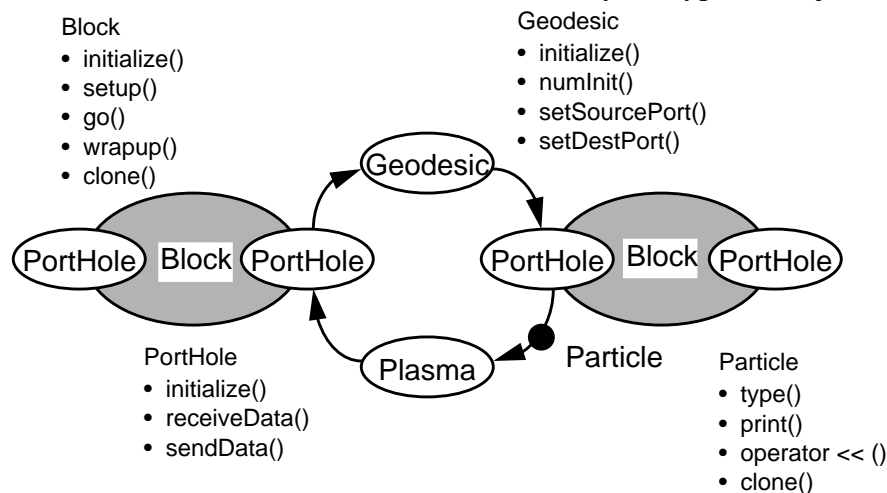 Block
• initialize()
• setup()
• go()
• wrapup()
• clone()
Geodesic
• initialize()
• numInit()
• setSourcePort()
• setDestPort()
Geodesic
PortHole
Block
PortHole
PortHole
Block
PortHole
Plasma
Particle
PortHole
• initialize()
• receiveData()
• sendData()
Particle
• type()
• print()
• operator << ()
• clone()